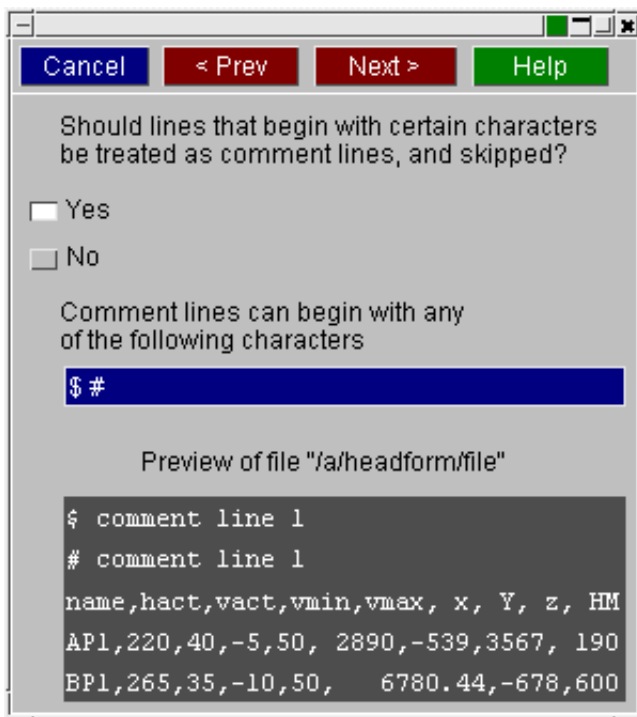 Cancel < Prev Next > Help
Should lines that begin with certain characters
be treated as comment lines, and skipped?
Yes
No
Comment lines can begin with any
of the following characters
$ #
Preview of file "/a/headform/file"
$ comment line 1
# comment line 1
name,hact,vact,vmin,vmax, x, Y, z, HM
AP1,220,40,-5,50, 2890,-539,3567, 190
BP1,265,35,-10,50,   6780.44,-678,600